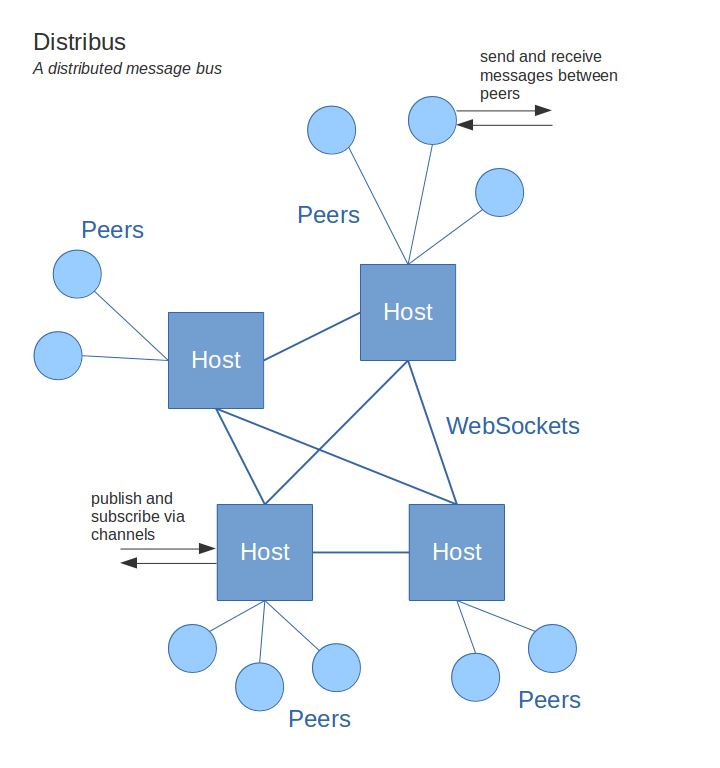 Distribus
A distributed message bus
send and receive
messages between
peers
Peers
Peers
Host
Host
WebSockets
publish and
subscribe via
channels
Host
Host
Peers
Peers